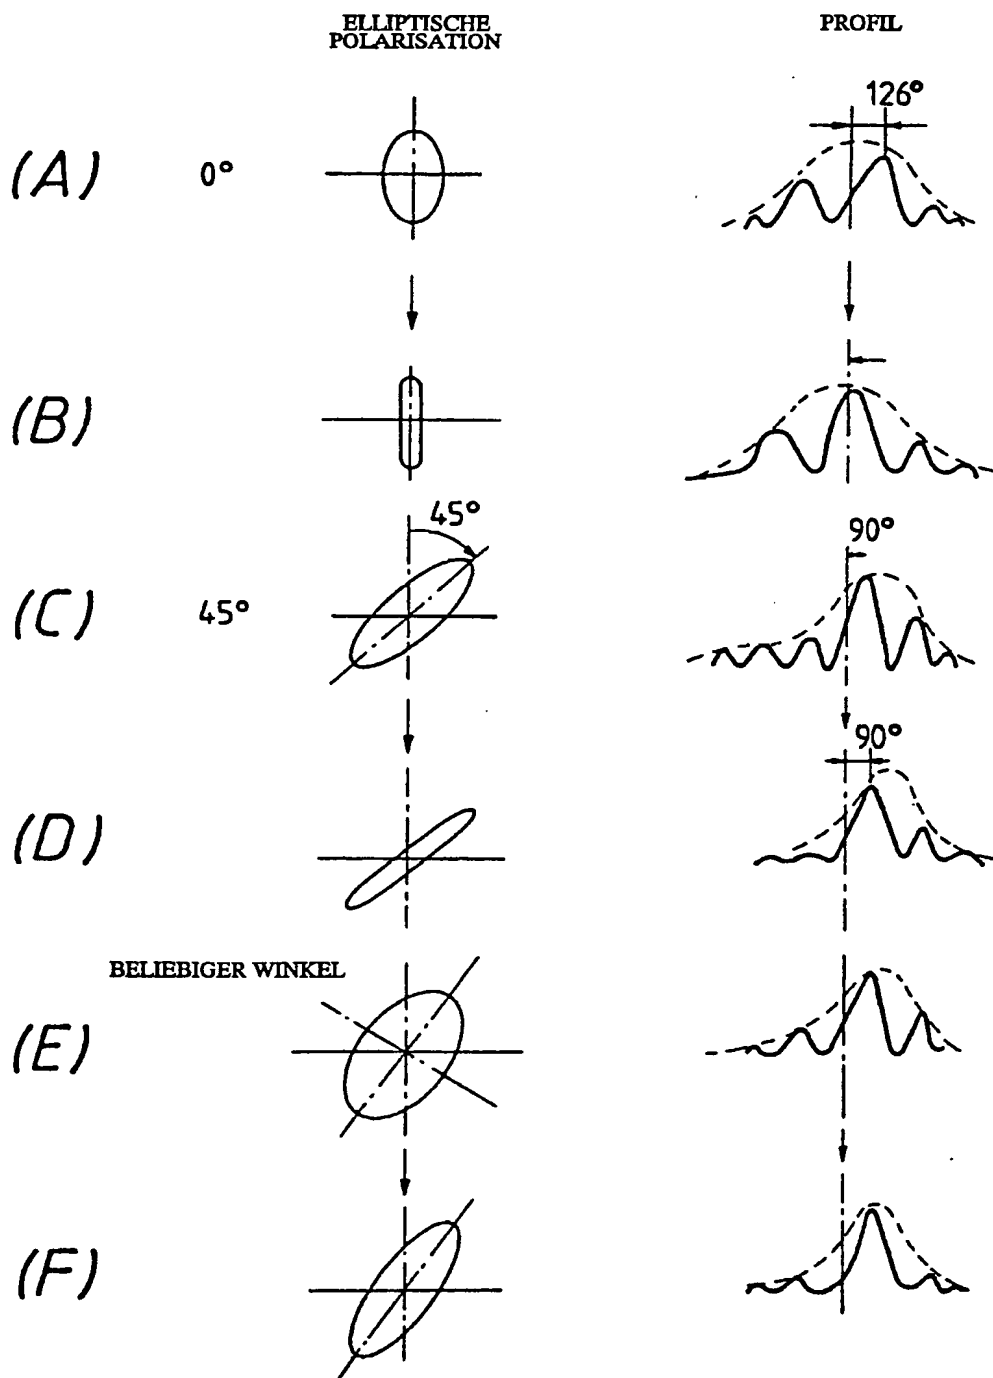 ELLIPTISCHE
POLARISATION
PROFIL
(A)
0°
126°
(B)
(C)
45°
45°
90°
(D)
90°
BELIEBIGER WINKEL
(E)
(F)